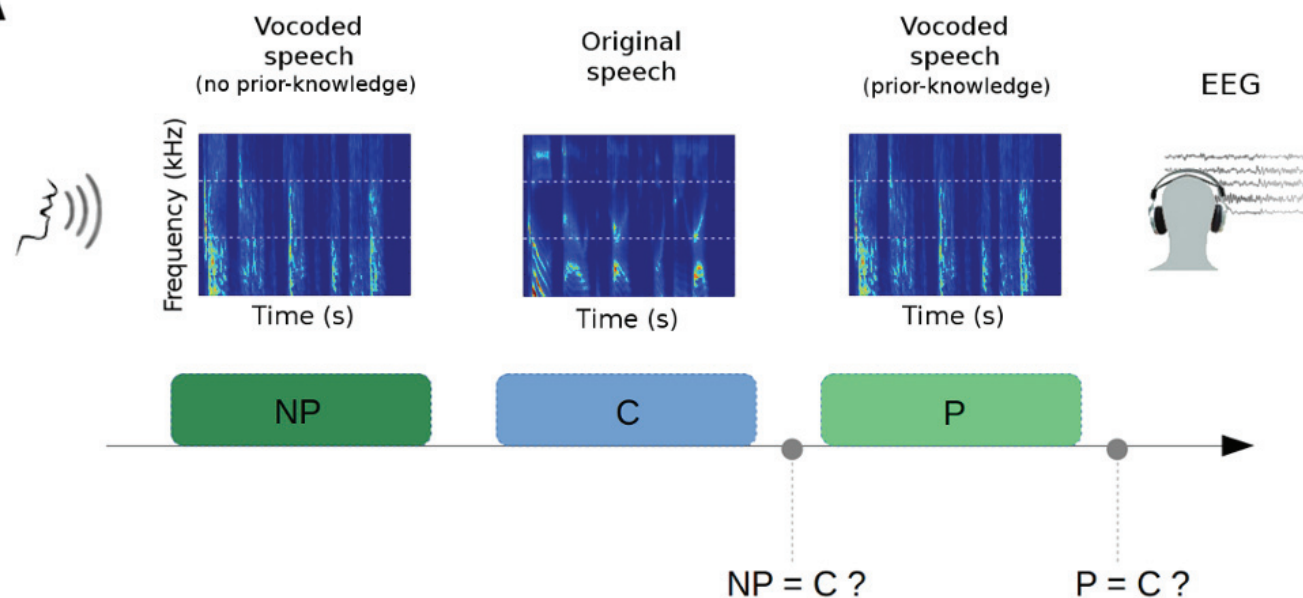 A
Vocoded
speech
(no prior-knowledge)
Original
speech
Vocoded
speech
(prior-knowledge)
EEG
Frequency (kHz)
Time (s)
Time (s)
Time (s)
NP
C
P
NP = C ?
P = C ?